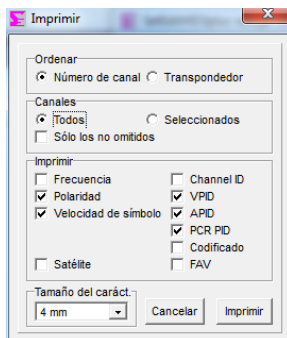 Imprimir
Ordenar
Número de canal Transpondedor
Canales
Todos Seleccionados
Sólo los no omitidos
Imprimir
Frecuencia Channel ID
Polaridad VPID
Velocidad de símbolo APID
PCR PID
Codificado
Satélite FAV
Tamaño del caráct.
4 mm Cancelar Imprimir